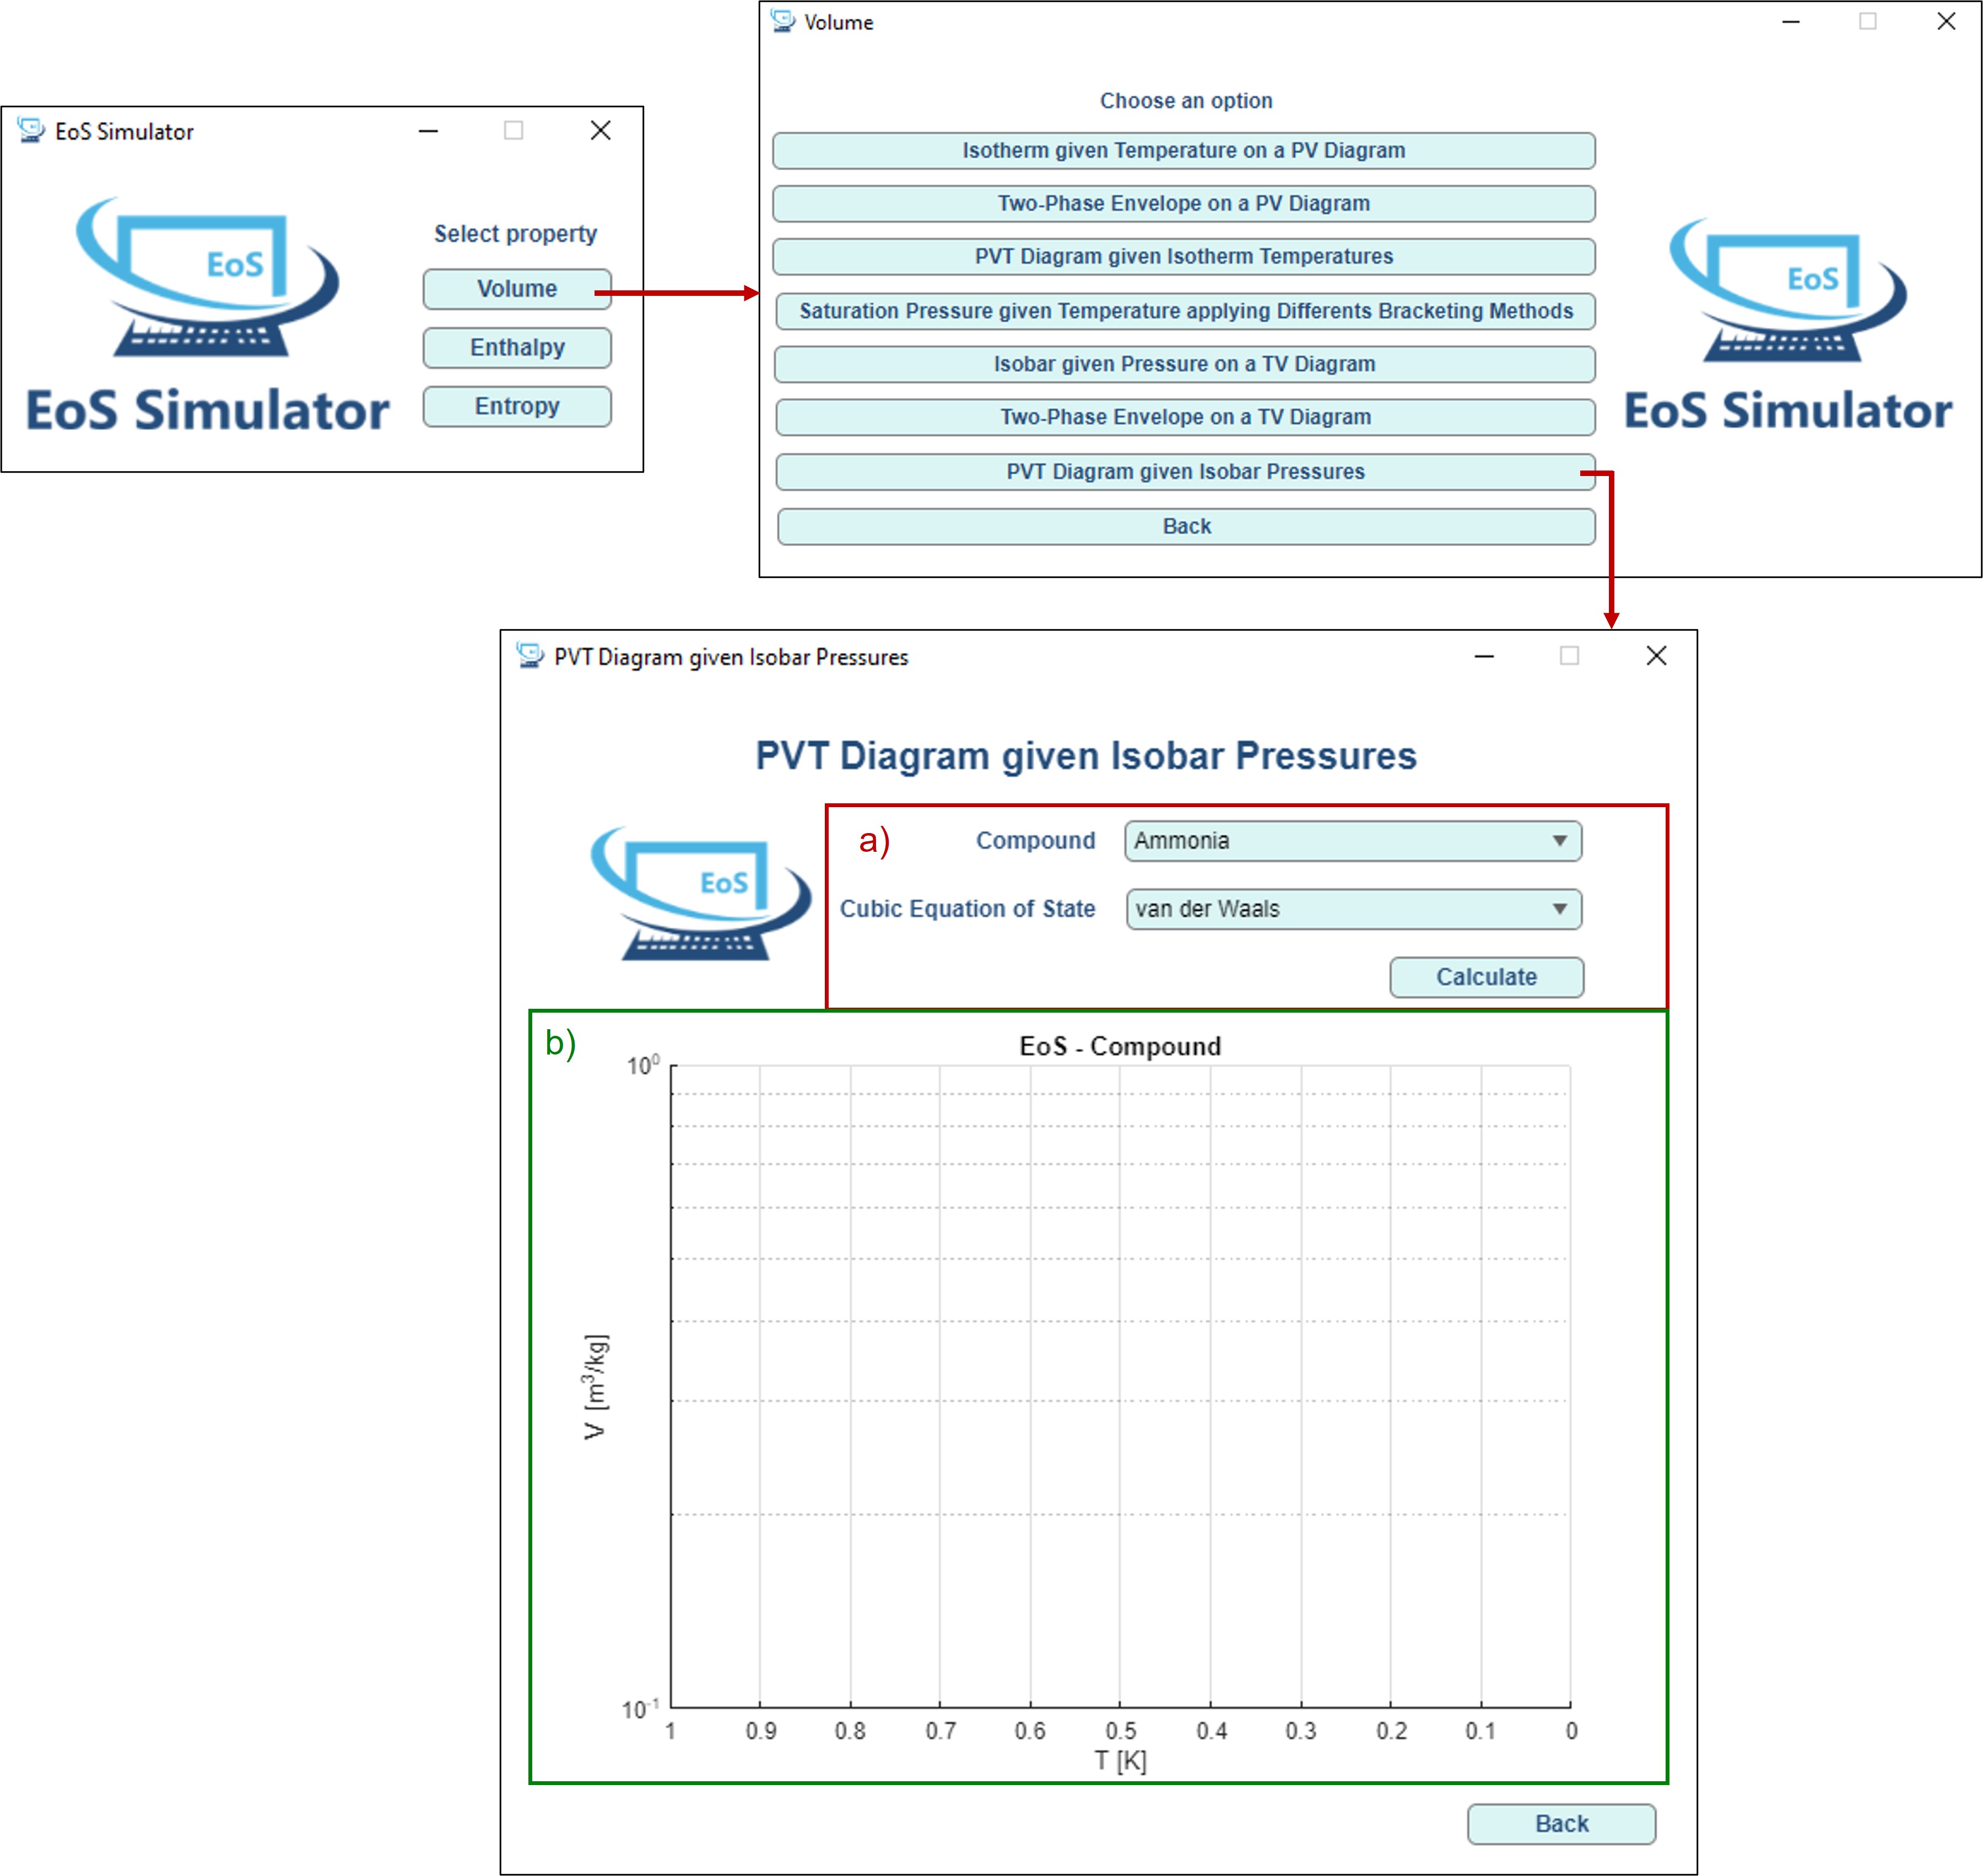 EoS Simulator
EoS
EoS Simulator
Select property
Volume
Enthalpy
Entropy
Volume
Choose an option
Isotherm given Temperature on a PV Diagram
Two-Phase Envelope on a PV Diagram
PVT Diagram given Isotherm Temperatures
Saturation Pressure given Temperature applying Differents Bracketing Methods
Isobar given Pressure on a TV Diagram
Two-Phase Envelope on a TV Diagram
PVT Diagram given Isobar Pressures
Back
EoS
EoS Simulator
PVT Diagram given Isobar Pressures
PVT Diagram given Isobar Pressures
EoS
a)
Compound Ammonia
Cubic Equation of State van der Waals
Calculate
b)
EoS - Compound
10⁰
V [m³/kg]
10⁻¹
1 0.9 0.8 0.7 0.6 0.5 0.4 0.3 0.2 0.1 0
T [K]
Back